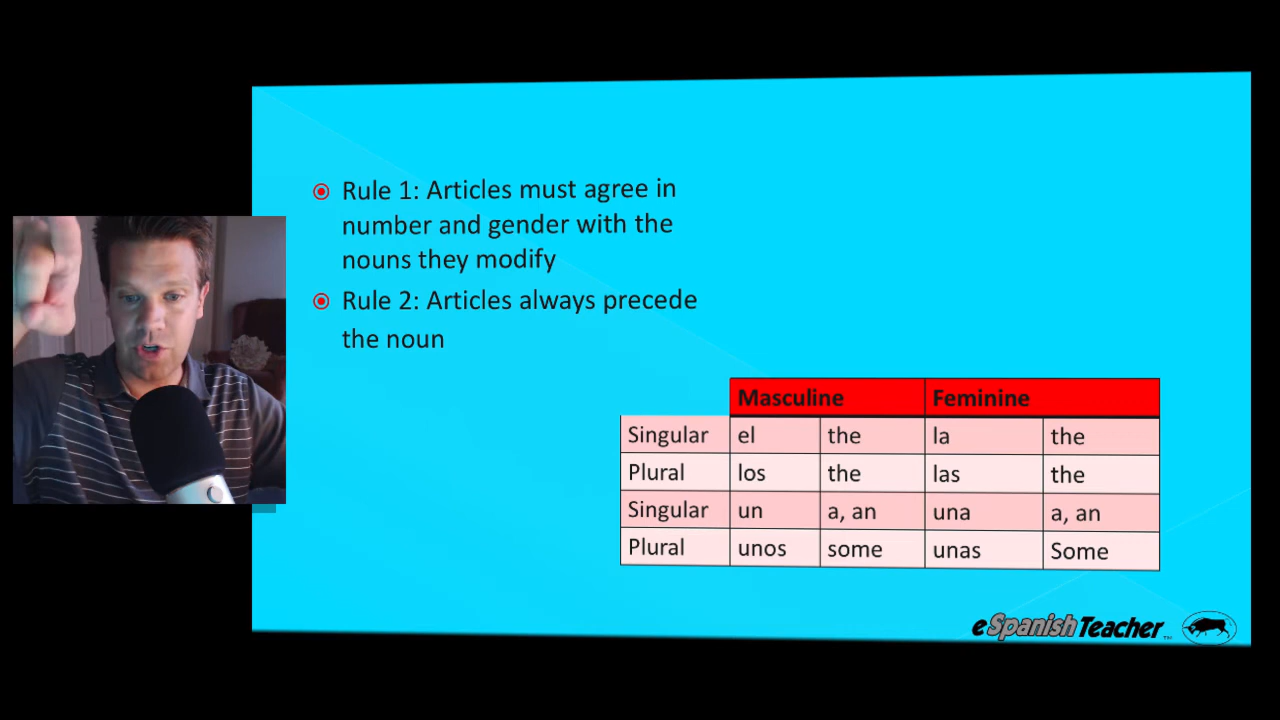 Rule 1: Articles must agree in
number and gender with the
nouns they modify
Rule 2: Articles always precede
the noun
Masculine Feminine
Singular el the la the
Plural los the las the
Singular un a, an una a, an
Plural unos some unas Some
eSpanishTeacher™